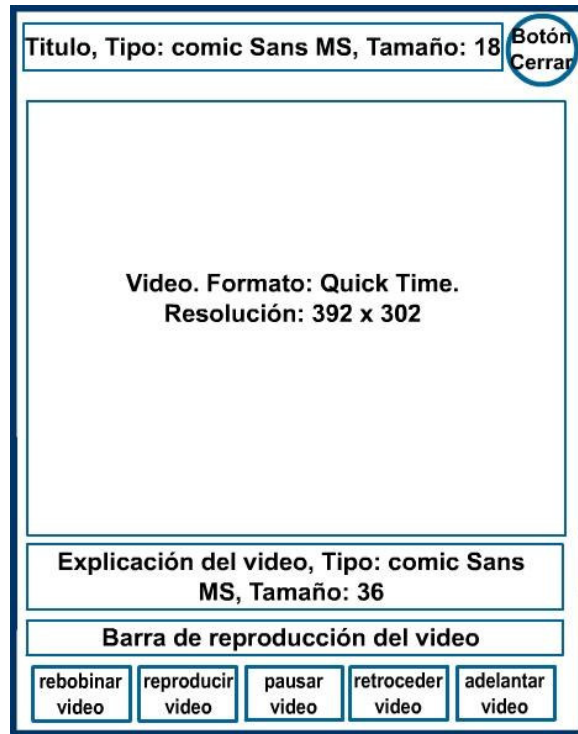 Titulo, Tipo: comic Sans MS, Tamaño: 18
Botón
Cerrar
Video. Formato: Quick Time.
Resolución: 392 x 302
Explicación del video, Tipo: comic Sans
MS, Tamaño: 36
Barra de reproducción del video
rebobinar
video
reproducir
video
pausar
video
retroceder
video
adelantar
video